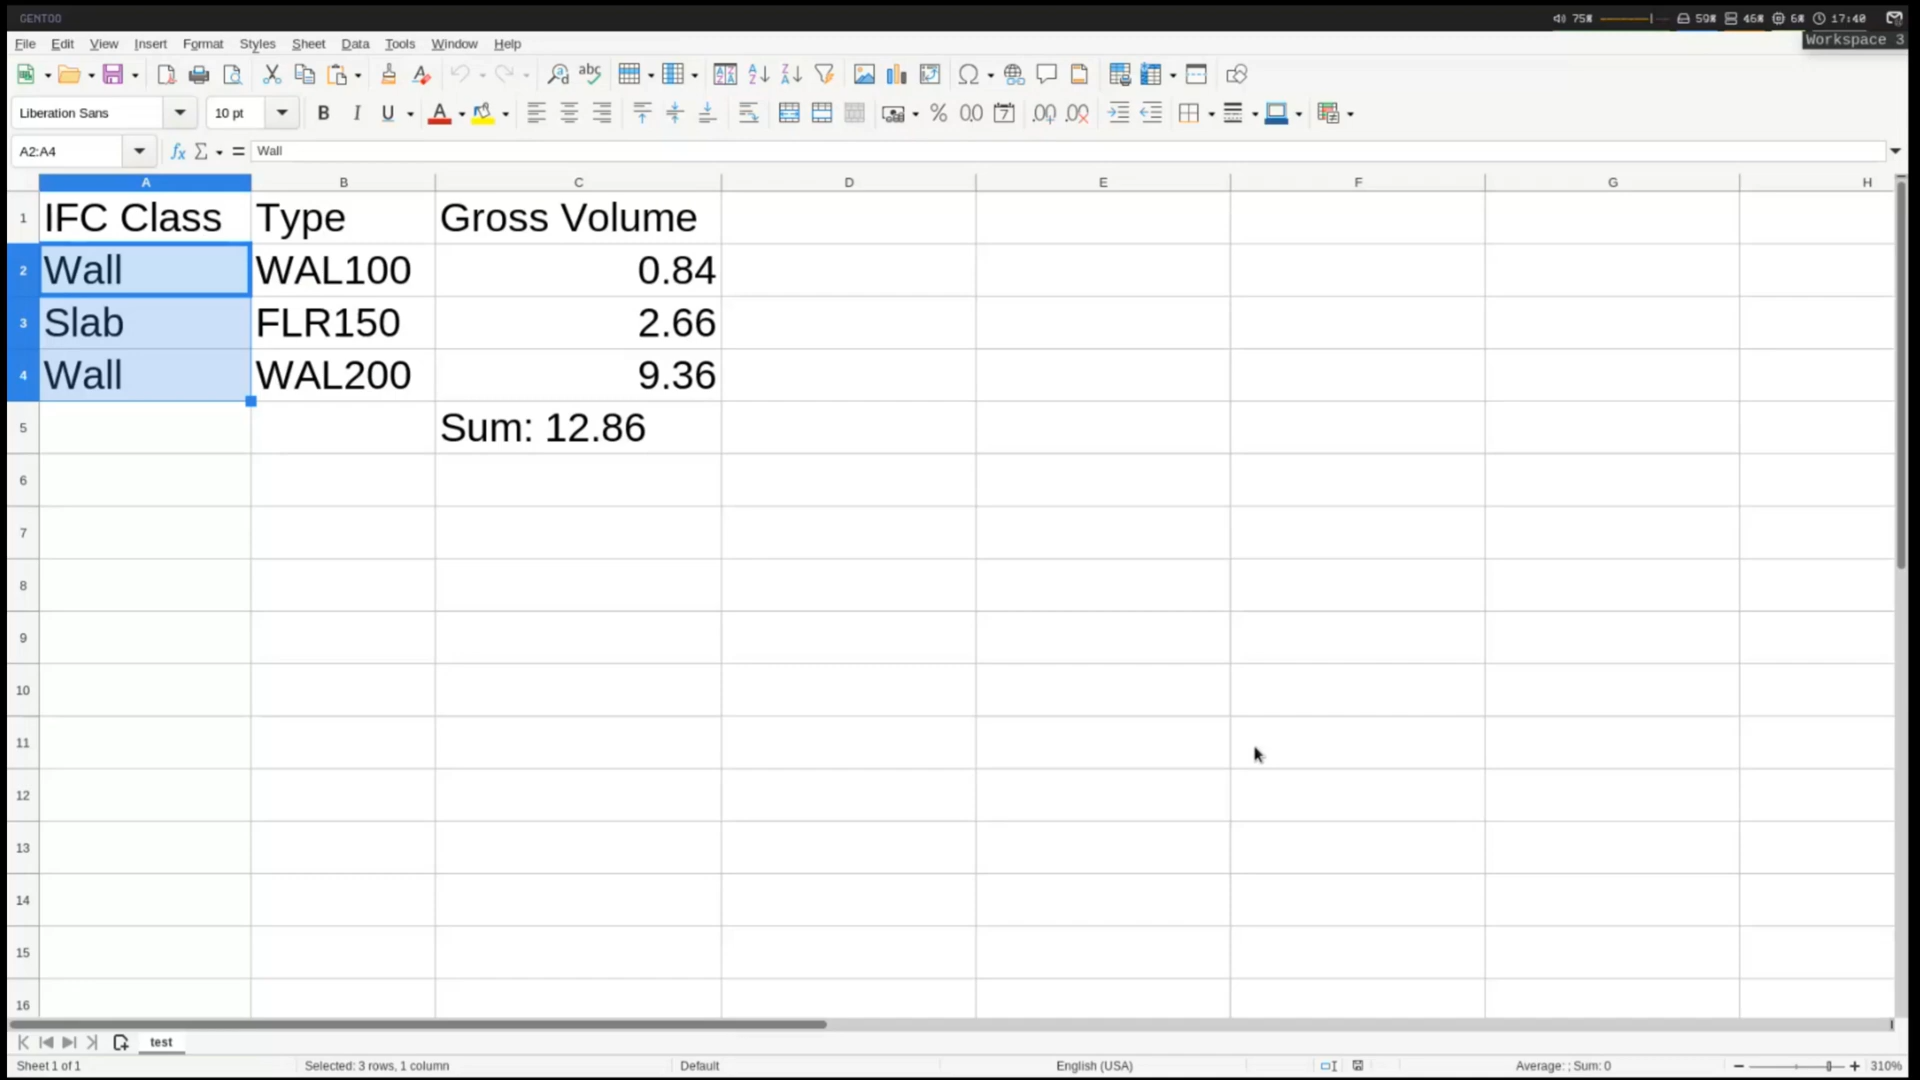 GENTOO 75% 59% 46% 6% 17:40
Workspace 3
File Edit View Insert Format Styles Sheet Data Tools Window Help
Liberation Sans 10 pt
A2:A4 Wall
A B C D E F G H
1 IFC Class Type Gross Volume
2 Wall WAL100 0.84
3 Slab FLR150 2.66
4 Wall WAL200 9.36
5 Sum: 12.86
6
7
8
9
10
11
12
13
14
15
16
test
Sheet 1 of 1 Selected: 3 rows, 1 column Default English (USA) Average: ; Sum: 0 310%